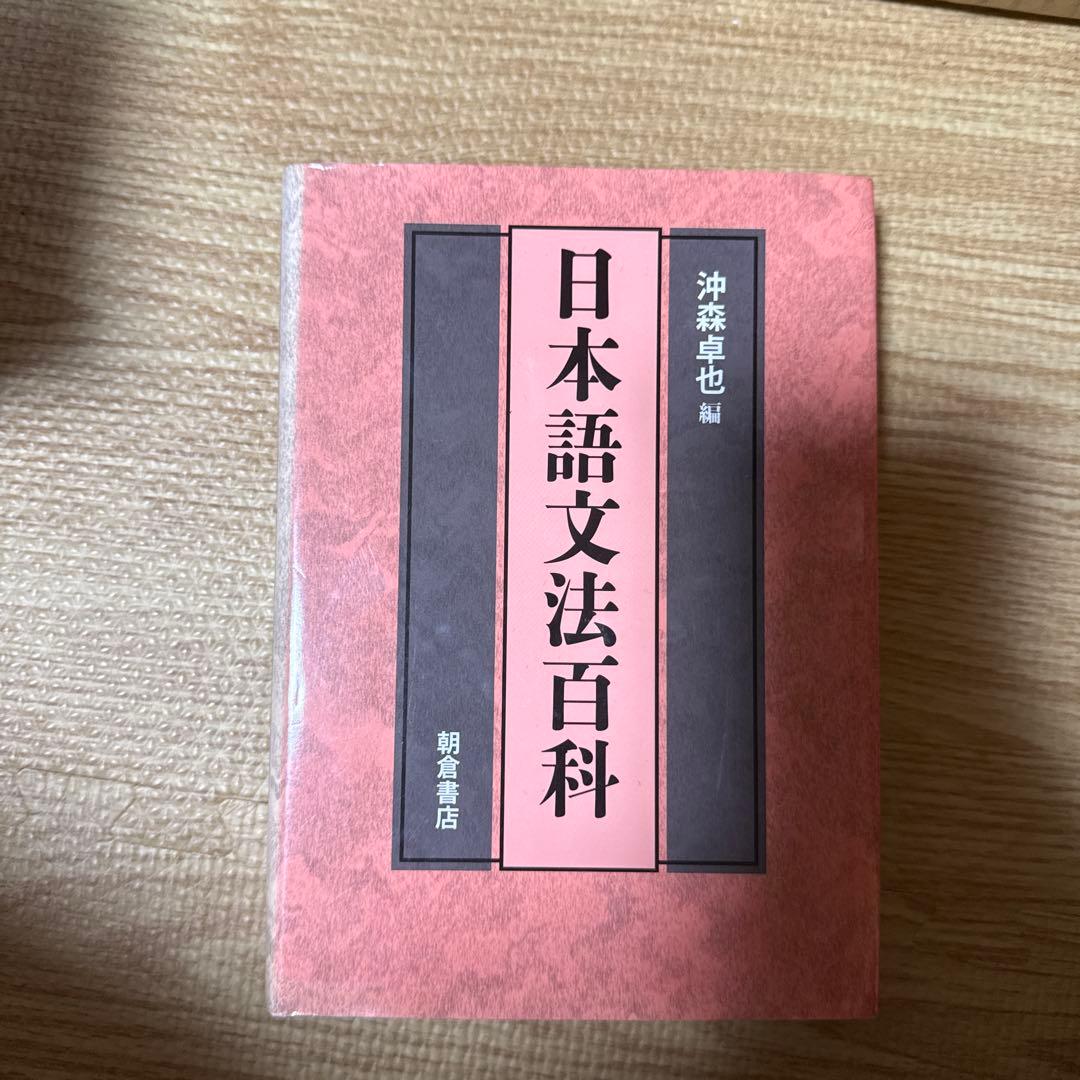 沖森卓也 編
日本語文法百科
朝倉書店